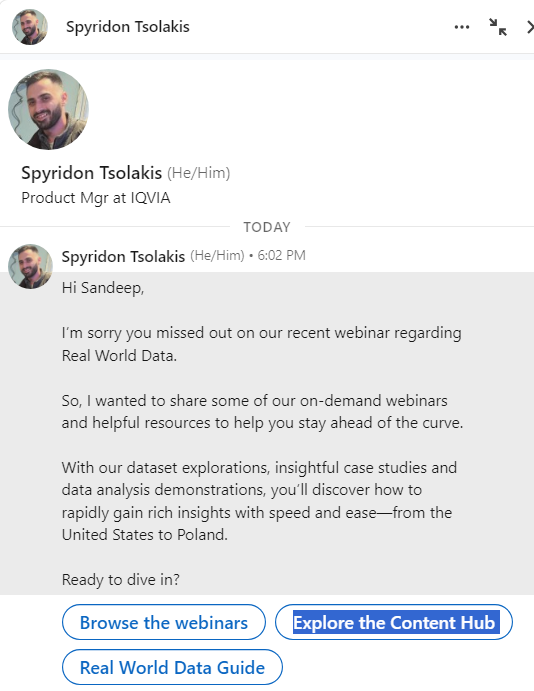 Spyridon Tsolakis
Spyridon Tsolakis (He/Him)
Product Mgr at IQVIA
TODAY
Spyridon Tsolakis (He/Him) • 6:02 PM
Hi Sandeep,
I’m sorry you missed out on our recent webinar regarding
Real World Data.
So, I wanted to share some of our on-demand webinars
and helpful resources to help you stay ahead of the curve.
With our dataset explorations, insightful case studies and
data analysis demonstrations, you’ll discover how to
rapidly gain rich insights with speed and ease—from the
United States to Poland.
Ready to dive in?
Browse the webinars
Explore the Content Hub
Real World Data Guide